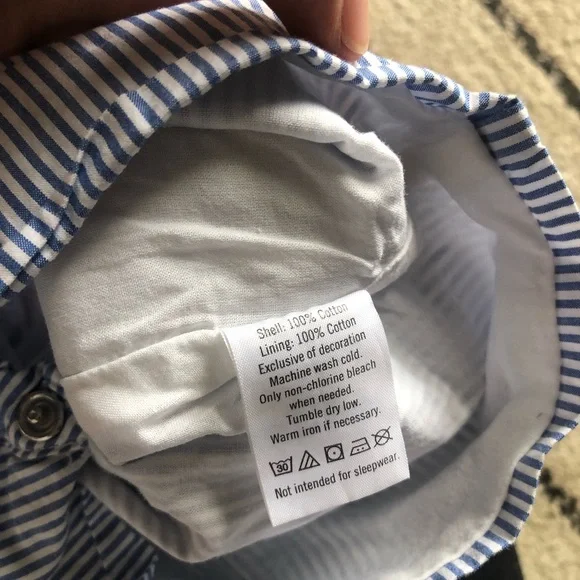 Shell: 100% Cotton
Lining: 100% Cotton
Exclusive of decoration
Machine wash cold.
Only non-chlorine bleach
when needed.
Tumble dry low.
Warm iron if necessary.
30
Not intended for sleepwear.